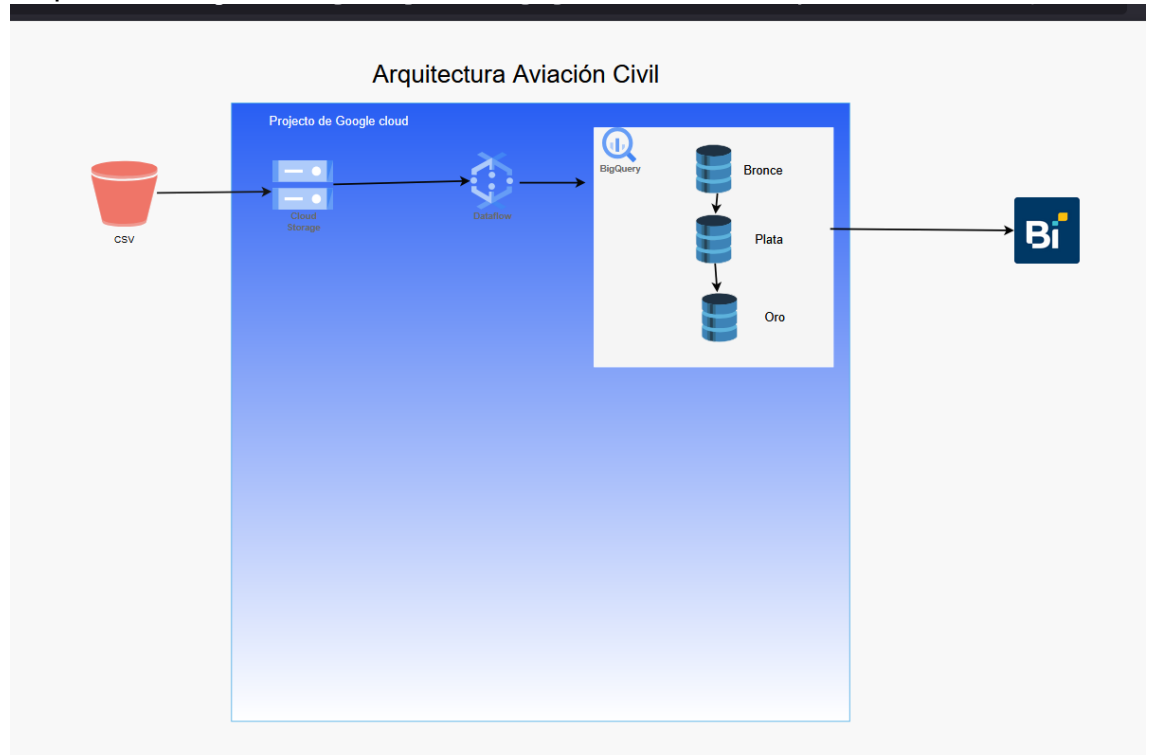 Arquitectura Aviación Civil
Projecto de Google cloud
CSV
Cloud
Storage
Dataflow
BigQuery
Bronce
Plata
Oro
Bi